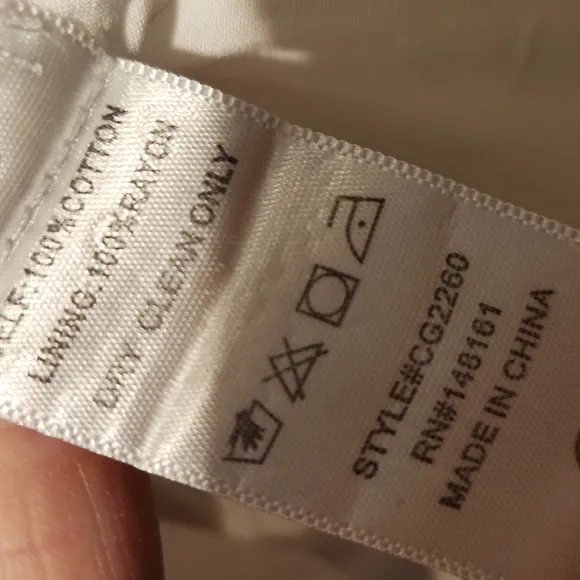 SELF:100%COTTON
LINING:100%RAYON
DRY CLEAN ONLY
STYLE#CG2260
RN#148161
MADE IN CHINA